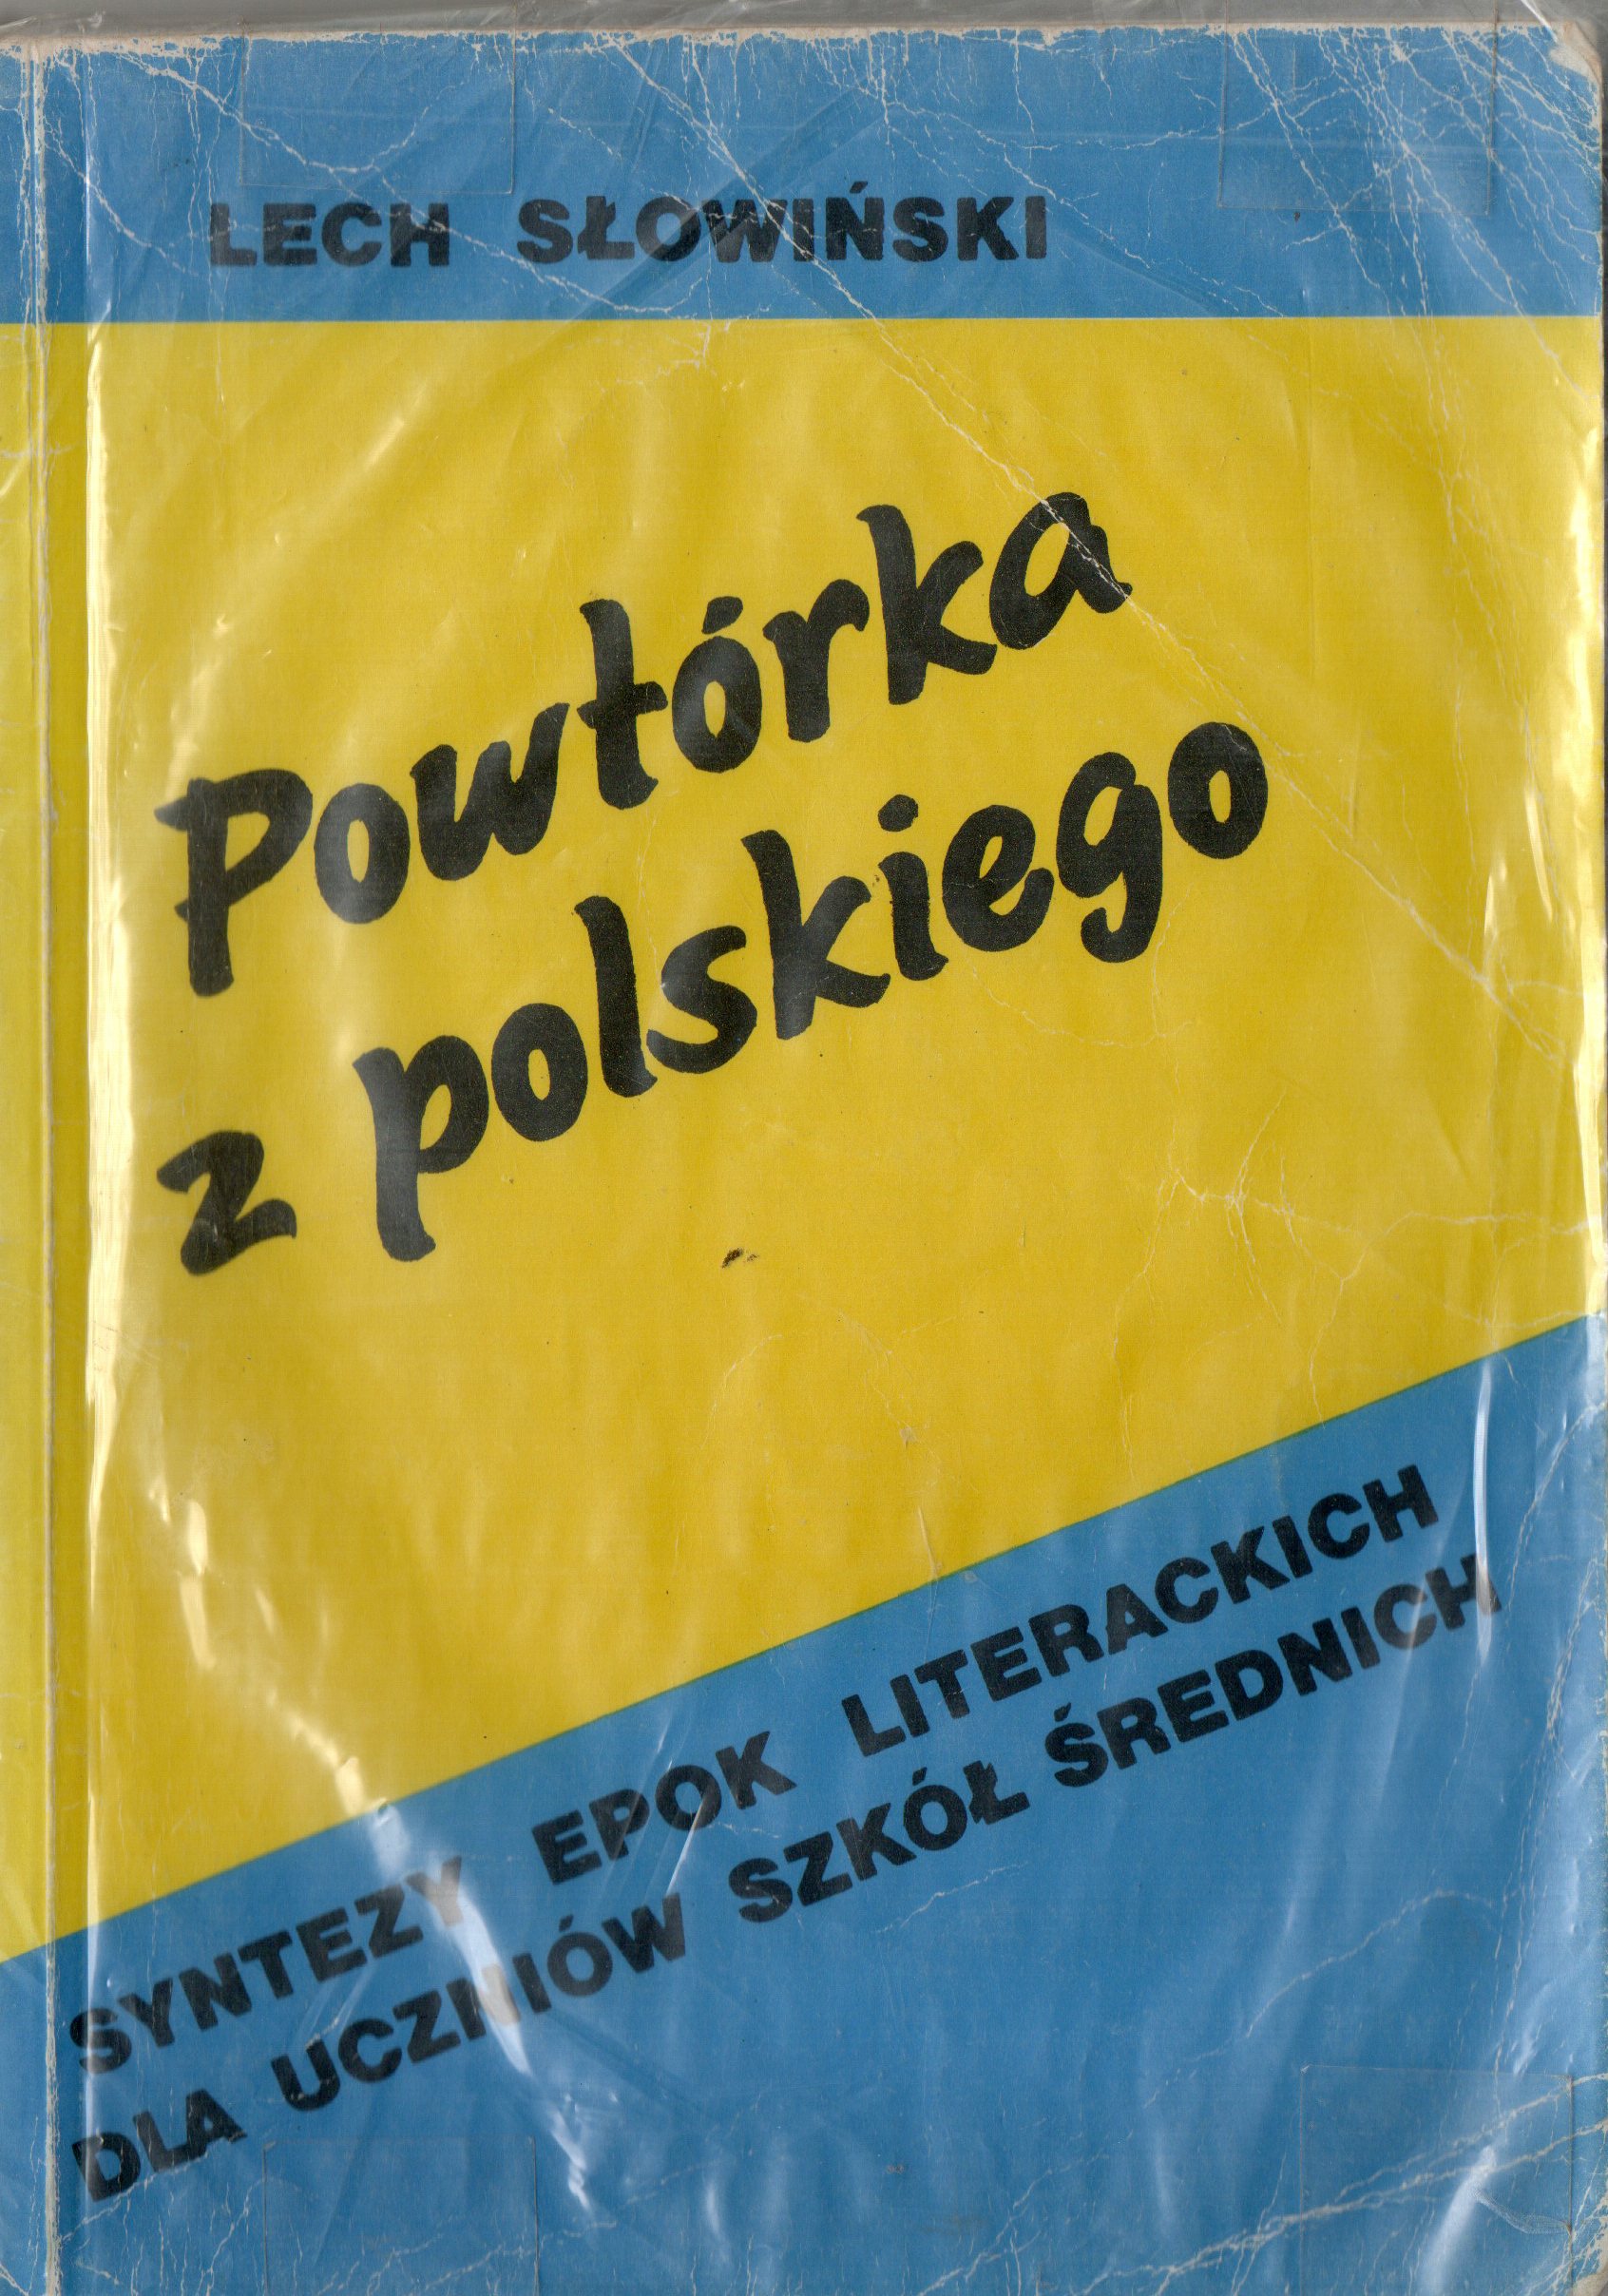 LECH SŁOWIŃSKI
Powtórka
z polskiego
SYNTEZY EPOK LITERACKICH
DLA UCZNIÓW SZKÓŁ ŚREDNICH